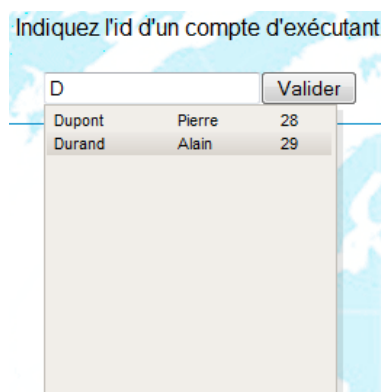 Indiquez l'id d'un compte d'exécutant
D Valider
Dupont Pierre 28
Durand Alain 29